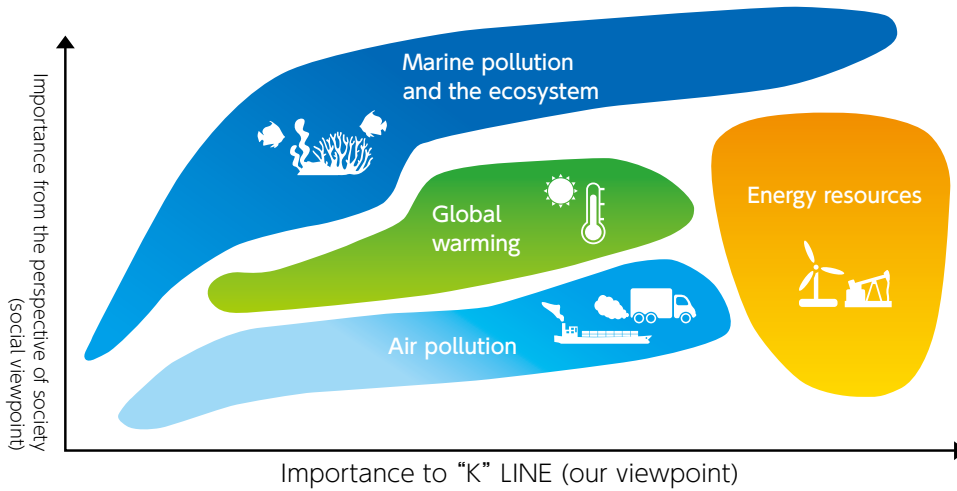 Importance from the perspective of society
(social viewpoint)
Marine pollution
and the ecosystem
Global
warming
Energy resources
Air pollution
Importance to “K” LINE (our viewpoint)